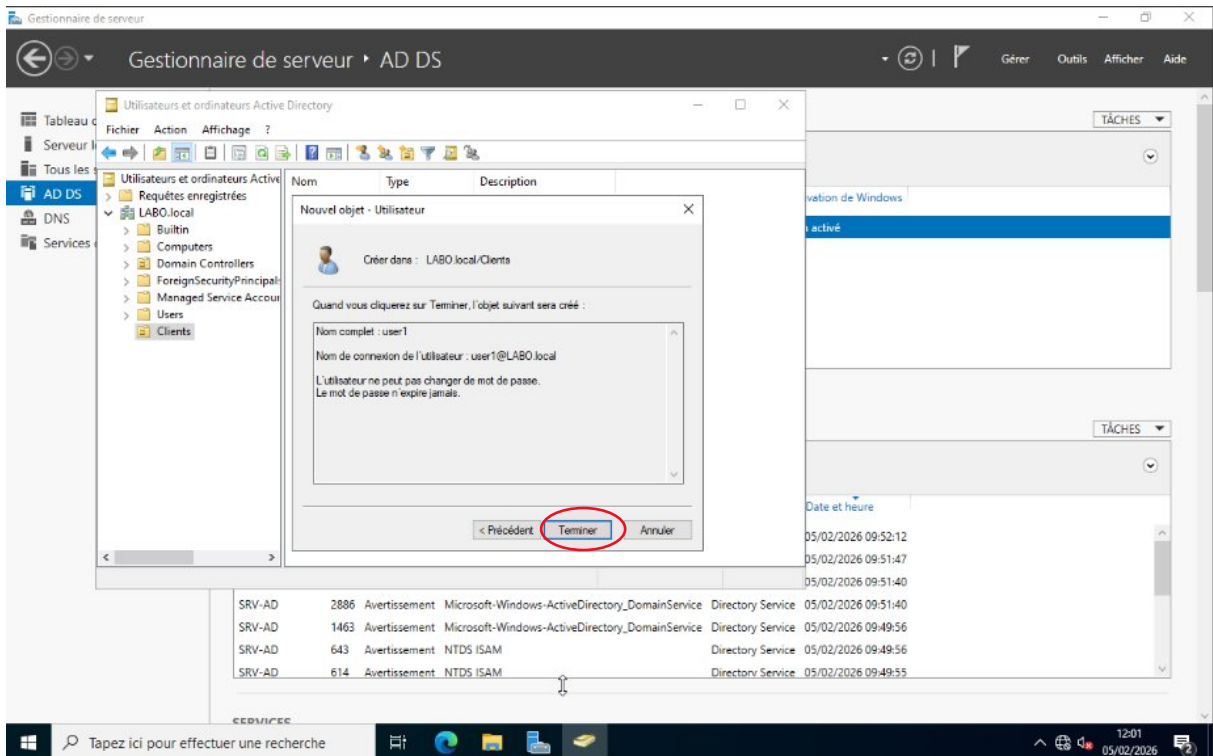 Gestionnaire de serveur
Gestionnaire de serveur ‣ AD DS
Gérer Outils Afficher Aide
Tableau
Serveur
Tous les
AD DS
DNS
Services
Utilisateurs et ordinateurs Active Directory
Fichier Action Affichage ?
Utilisateurs et ordinateurs Active
Requêtes enregistrées
LABO.local
Builtin
Computers
Domain Controllers
ForeignSecurityPrincipal
Managed Service Accour
Users
Clients
Nom Type Description
Nouvel objet - Utilisateur
Créer dans : LABO.local/Clients
Quand vous cliquerez sur Terminer, l'objet suivant sera créé :
Nom complet : user1
Nom de connexion de l'utilisateur : user1@LABO.local
L'utilisateur ne peut pas changer de mot de passe.
Le mot de passe n'expire jamais.
< Précédent Terminer Annuler
TÂCHES
vation de Windows
activé
TÂCHES
Date et heure
05/02/2026 09:52:12
05/02/2026 09:51:47
05/02/2026 09:51:40
SRV-AD 2886 Avertissement Microsoft-Windows-ActiveDirectory_DomainService Directory Service 05/02/2026 09:51:40
SRV-AD 1463 Avertissement Microsoft-Windows-ActiveDirectory_DomainService Directory Service 05/02/2026 09:49:56
SRV-AD 643 Avertissement NTDS ISAM Directory Service 05/02/2026 09:49:56
SRV-AD 614 Avertissement NTDS ISAM Directory Service 05/02/2026 09:49:55
SERVICES
Tapez ici pour effectuer une recherche
12:01
05/02/2026
2